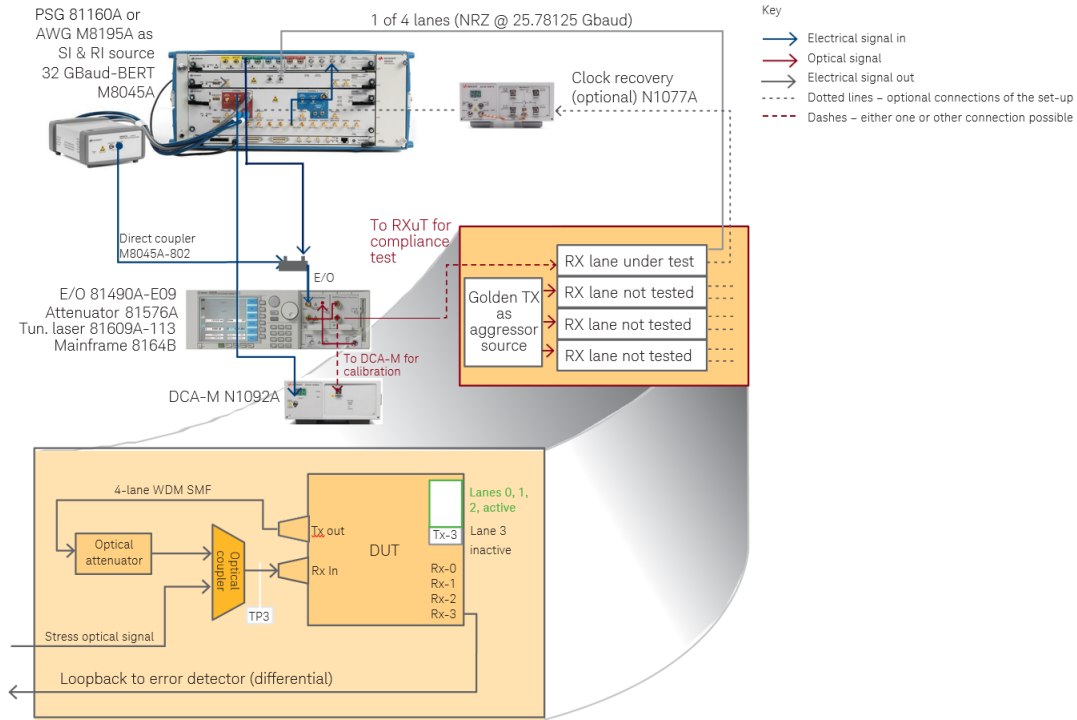 PSG 81160A or
AWG M8195A as
SI & RI source
32 GBaud-BERT
M8045A
1 of 4 lanes (NRZ @ 25.78125 Gbaud)
Clock recovery
(optional) N1077A
Key
Electrical signal in
Optical signal
Electrical signal out
Dotted lines – optional connections of the set-up
Dashes – either one or other connection possible
Direct coupler
M8045A-802
E/O
To RXuT for
compliance
test
E/O 81490A-E09
Attenuator 81576A
Tun. laser 81609A-113
Mainframe 8164B
To DCA-M for
calibration
DCA-M N1092A
Golden TX
as
aggressor
source
RX lane under test
RX lane not tested
RX lane not tested
RX lane not tested
4-lane WDM SMF
Optical
attenuator
Optical
coupler
TP3
Tx out
Rx In
DUT
Lanes 0, 1,
2, active
Tx-3
Lane 3
inactive
Rx-0
Rx-1
Rx-2
Rx-3
Stress optical signal
Loopback to error detector (differential)